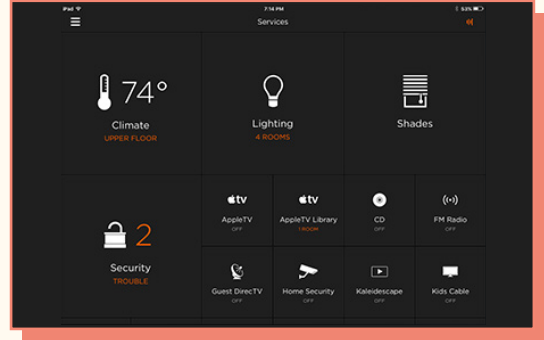 iPad 7:14 PM 53%
Services
74°
Climate
UPPER FLOOR
Lighting
4 ROOMS
Shades
2
Security
TROUBLE
tv
AppleTV
OFF
tv
AppleTV Library
1 ROOM
CD
OFF
FM Radio
OFF
Guest DirecTV
OFF
Home Security
OFF
Kaleidescape
OFF
Kids Cable
OFF